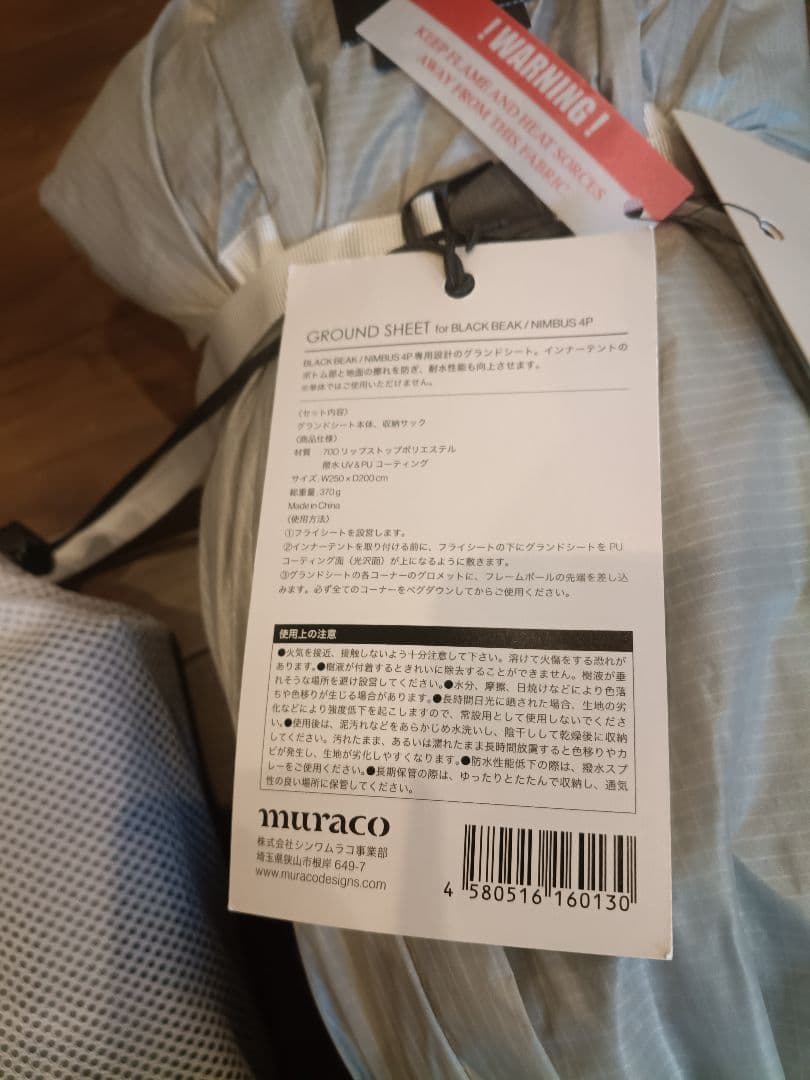 ! WARNING !
KEEP FLAME AND HEAT SORCES
AWAY FROM THIS FABRIC
GROUND SHEET for BLACK BEAK / NIMBUS 4P
BLACK BEAK / NIMBUS 4P 専用設計のグランドシート。インナーテントの
ボトム部と地面の擦れを防ぎ、耐水性能も向上させます。
※単体ではご使用いただけません。
〈セット内容〉
グランドシート本体、収納サック
〈商品仕様〉
材質 70D リップストップポリエステル
撥水 UV & PU コーティング
サイズ. W250 × D200 cm
総重量. 370 g
Made in China
〈使用方法〉
①フライシートを設営します。
②インナーテントを取り付ける前に、フライシートの下にグランドシートを PU
コーティング面（光沢面）が上になるように敷きます。
③グランドシートの各コーナーのグロメットに、フレームポールの先端を差し込
みます。必ず全てのコーナーをペグダウンしてからご使用ください。
使用上の注意
●火気を接近、接触しないよう十分注意して下さい。溶けて火傷をする恐れが
あります。●樹液が付着するときれいに除去することができません。樹液が垂
れそうな場所を避け設営してください。●水分、摩擦、日焼けなどにより色落
ちや色移りが生じる場合があります。●長時間日光に晒された場合、生地の劣
化などにより強度低下を起こしますので、常設用として使用しないでくださ
い。●使用後は、泥汚れなどをあらかじめ水洗いし、陰干しして乾燥後に収納
してください。汚れたまま、あるいは濡れたまま長時間放置すると色移りやカ
ビが発生し、生地が劣化しやすくなります。●防水性能低下の際は、撥水スプ
レーをご使用ください。●長期保管の際は、ゆったりとたたんで収納し、通気
性の良い場所に保管してください。
muraco
株式会社シンワムラコ事業部
埼玉県狭山市根岸 649-7
www.muracodesigns.com
4 580516 160130